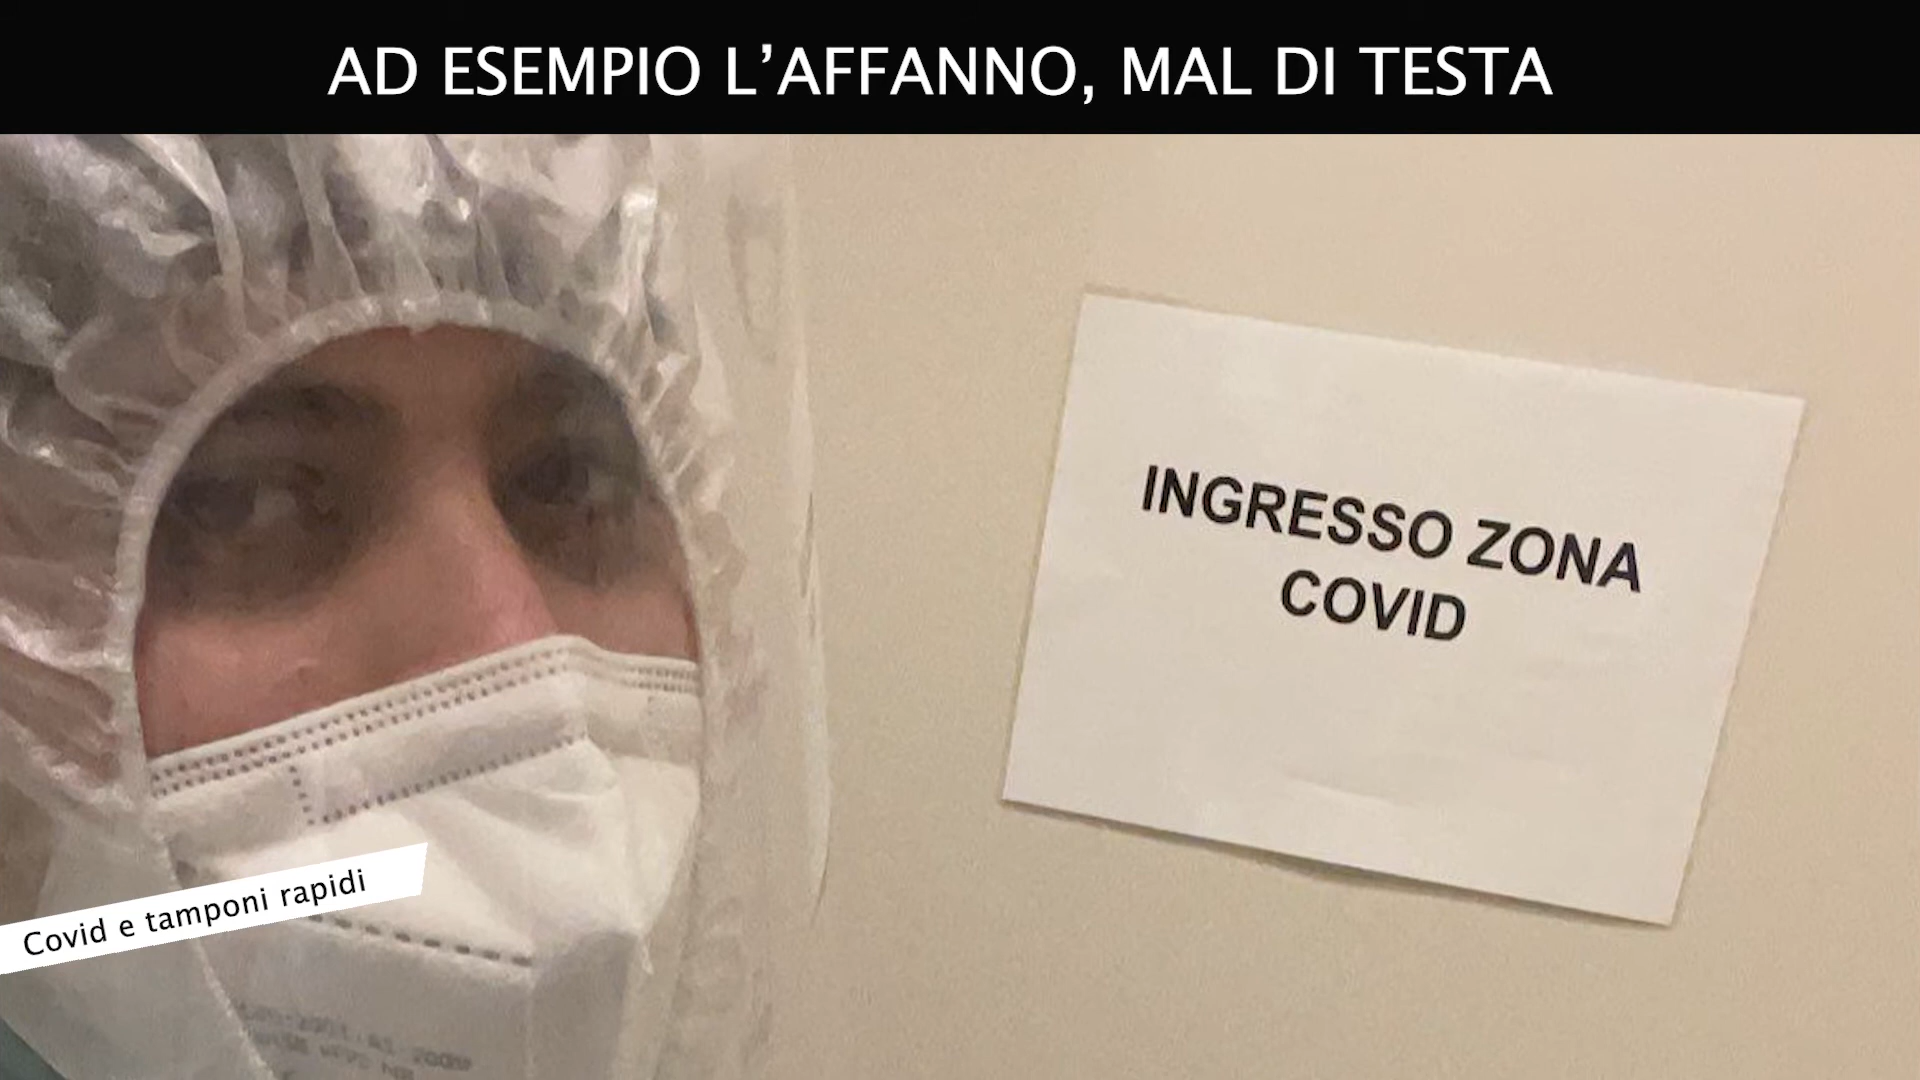 AD ESEMPIO L’AFFANNO, MAL DI TESTA
INGRESSO ZONA
COVID
Covid e tamponi rapidi